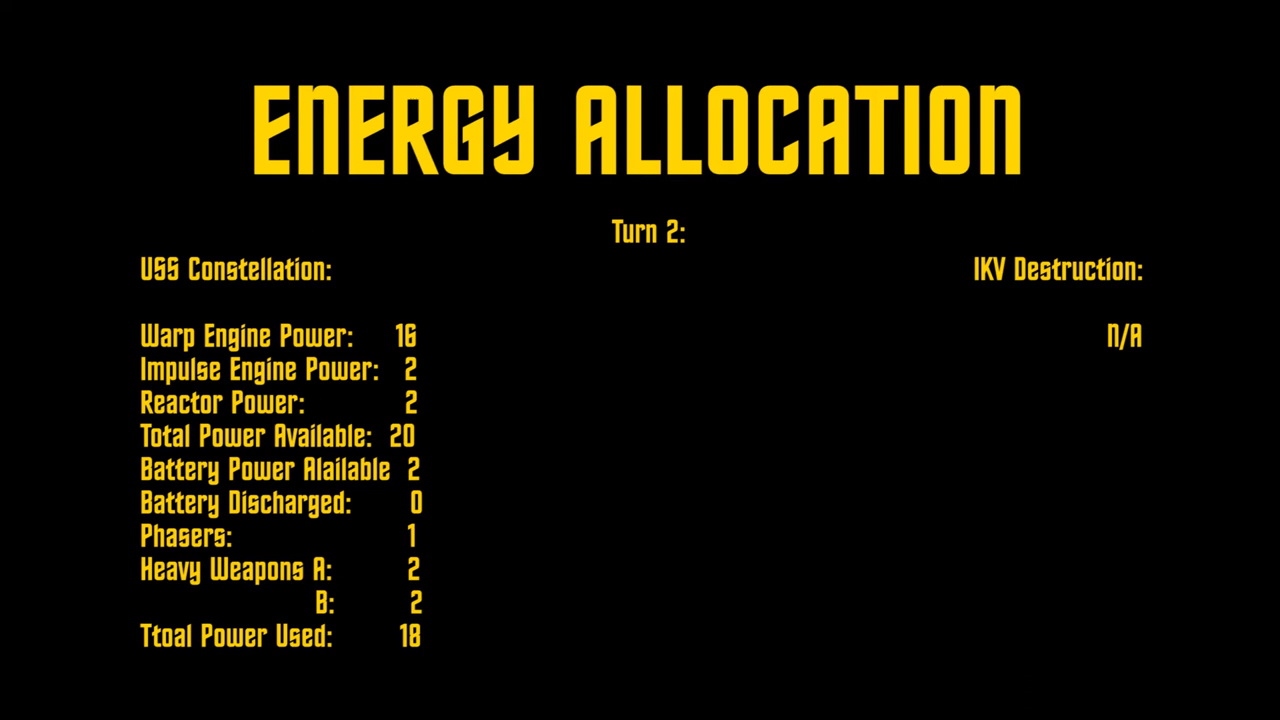 ENERGY ALLOCATION
Turn 2:
USS Constellation: IKV Destruction:
Warp Engine Power: 16 N/A
Impulse Engine Power: 2
Reactor Power: 2
Total Power Available: 20
Battery Power Alailable 2
Battery Discharged: 0
Phasers: 1
Heavy Weapons A: 2
B: 2
Ttoal Power Used: 18